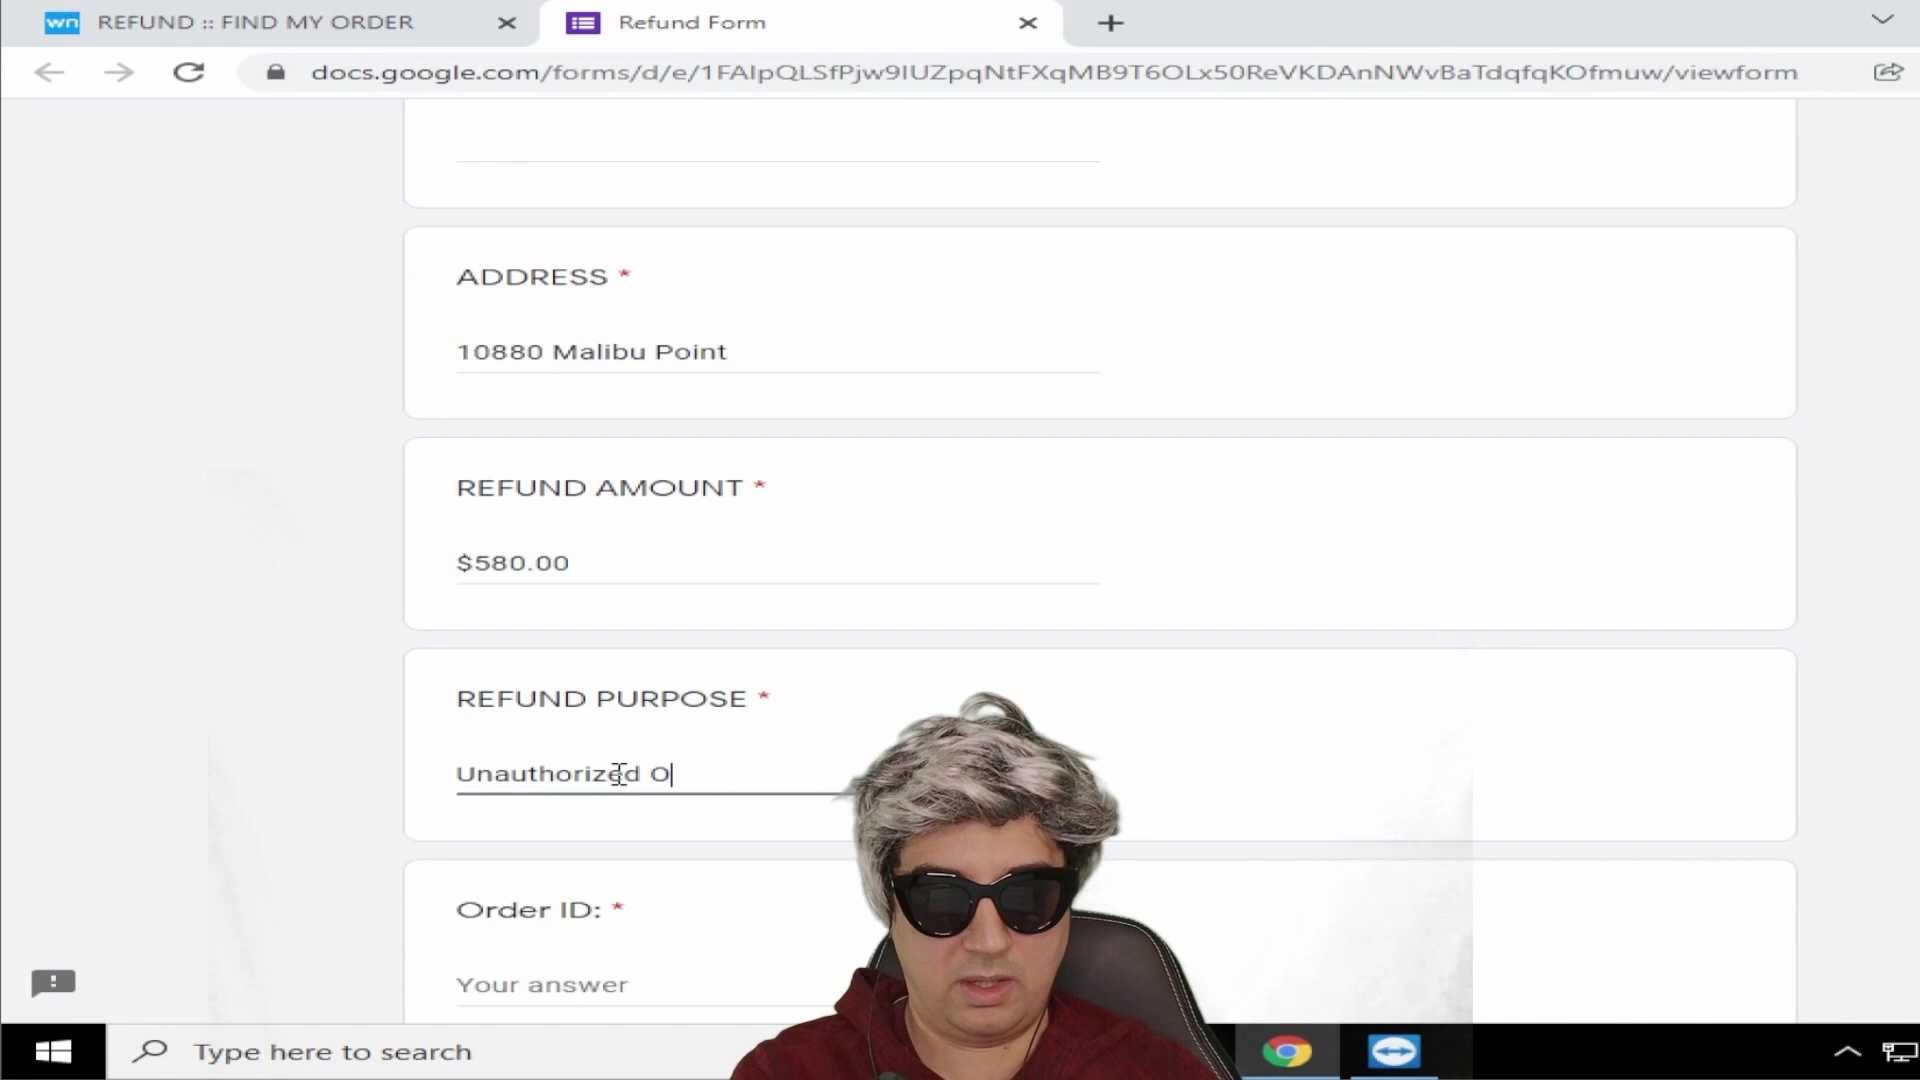 wn REFUND :: FIND MY ORDER
Refund Form
docs.google.com/forms/d/e/1FAIpQLSfPjw9IUZpqNtFXqMB9T6OLx50ReVKDAnNWvBaTdqfqKOfmuw/viewform
ADDRESS *
10880 Malibu Point
REFUND AMOUNT *
$580.00
REFUND PURPOSE *
Unauthorized O
Order ID: *
Your answer
Type here to search